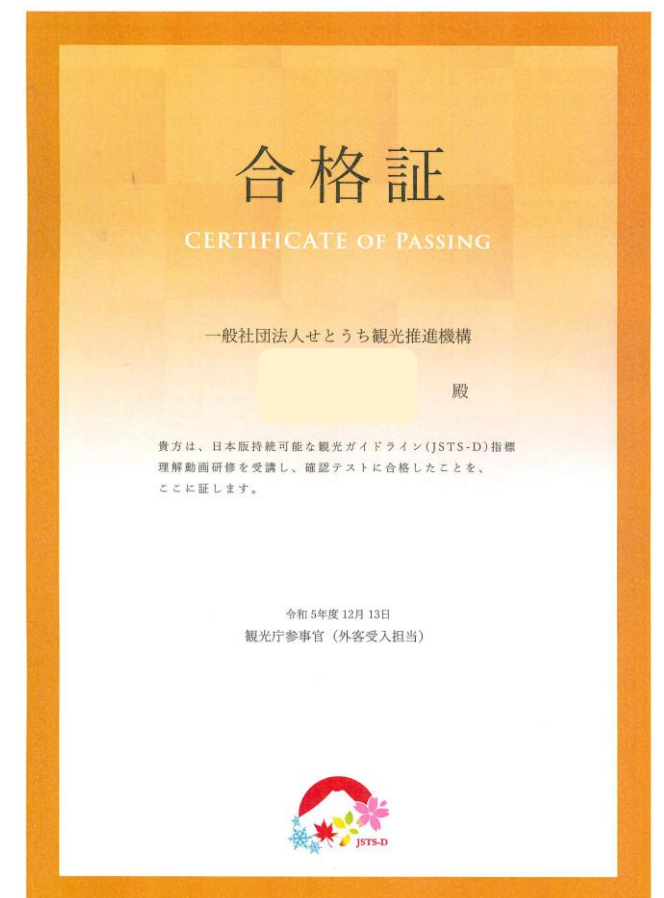 合格証
CERTIFICATE OF PASSING
一般社団法人せとうち観光推進機構
殿
貴方は、日本版持続可能な観光ガイドライン(JSTS-D)指標
理解動画研修を受講し、確認テストに合格したことを、
ここに証します。
令和 5年度 12月 13日
観光庁参事官（外客受入担当）
JSTS-D